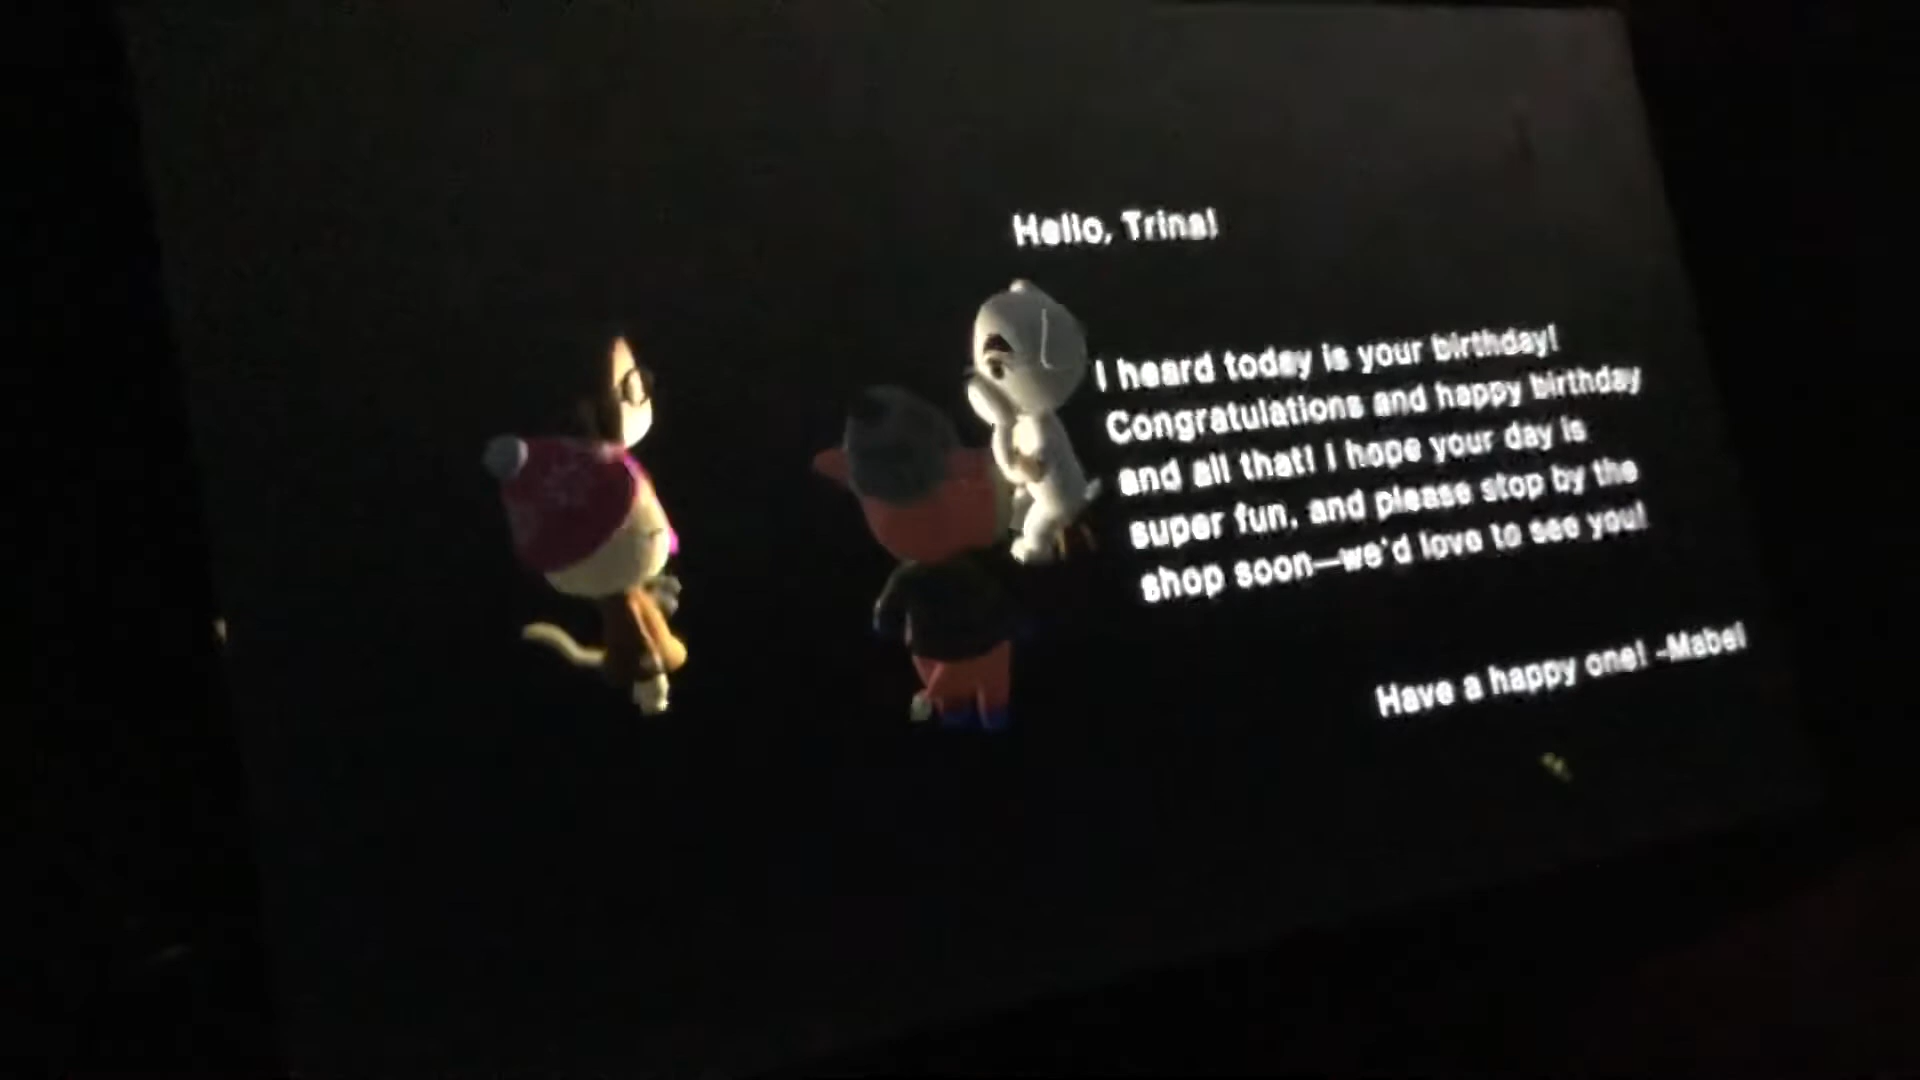 Hello, Trina!
I heard today is your birthday!
Congratulations and happy birthday
and all that! I hope your day is
super fun, and please stop by the
shop soon—we'd love to see you!
Have a happy one! -Mabel